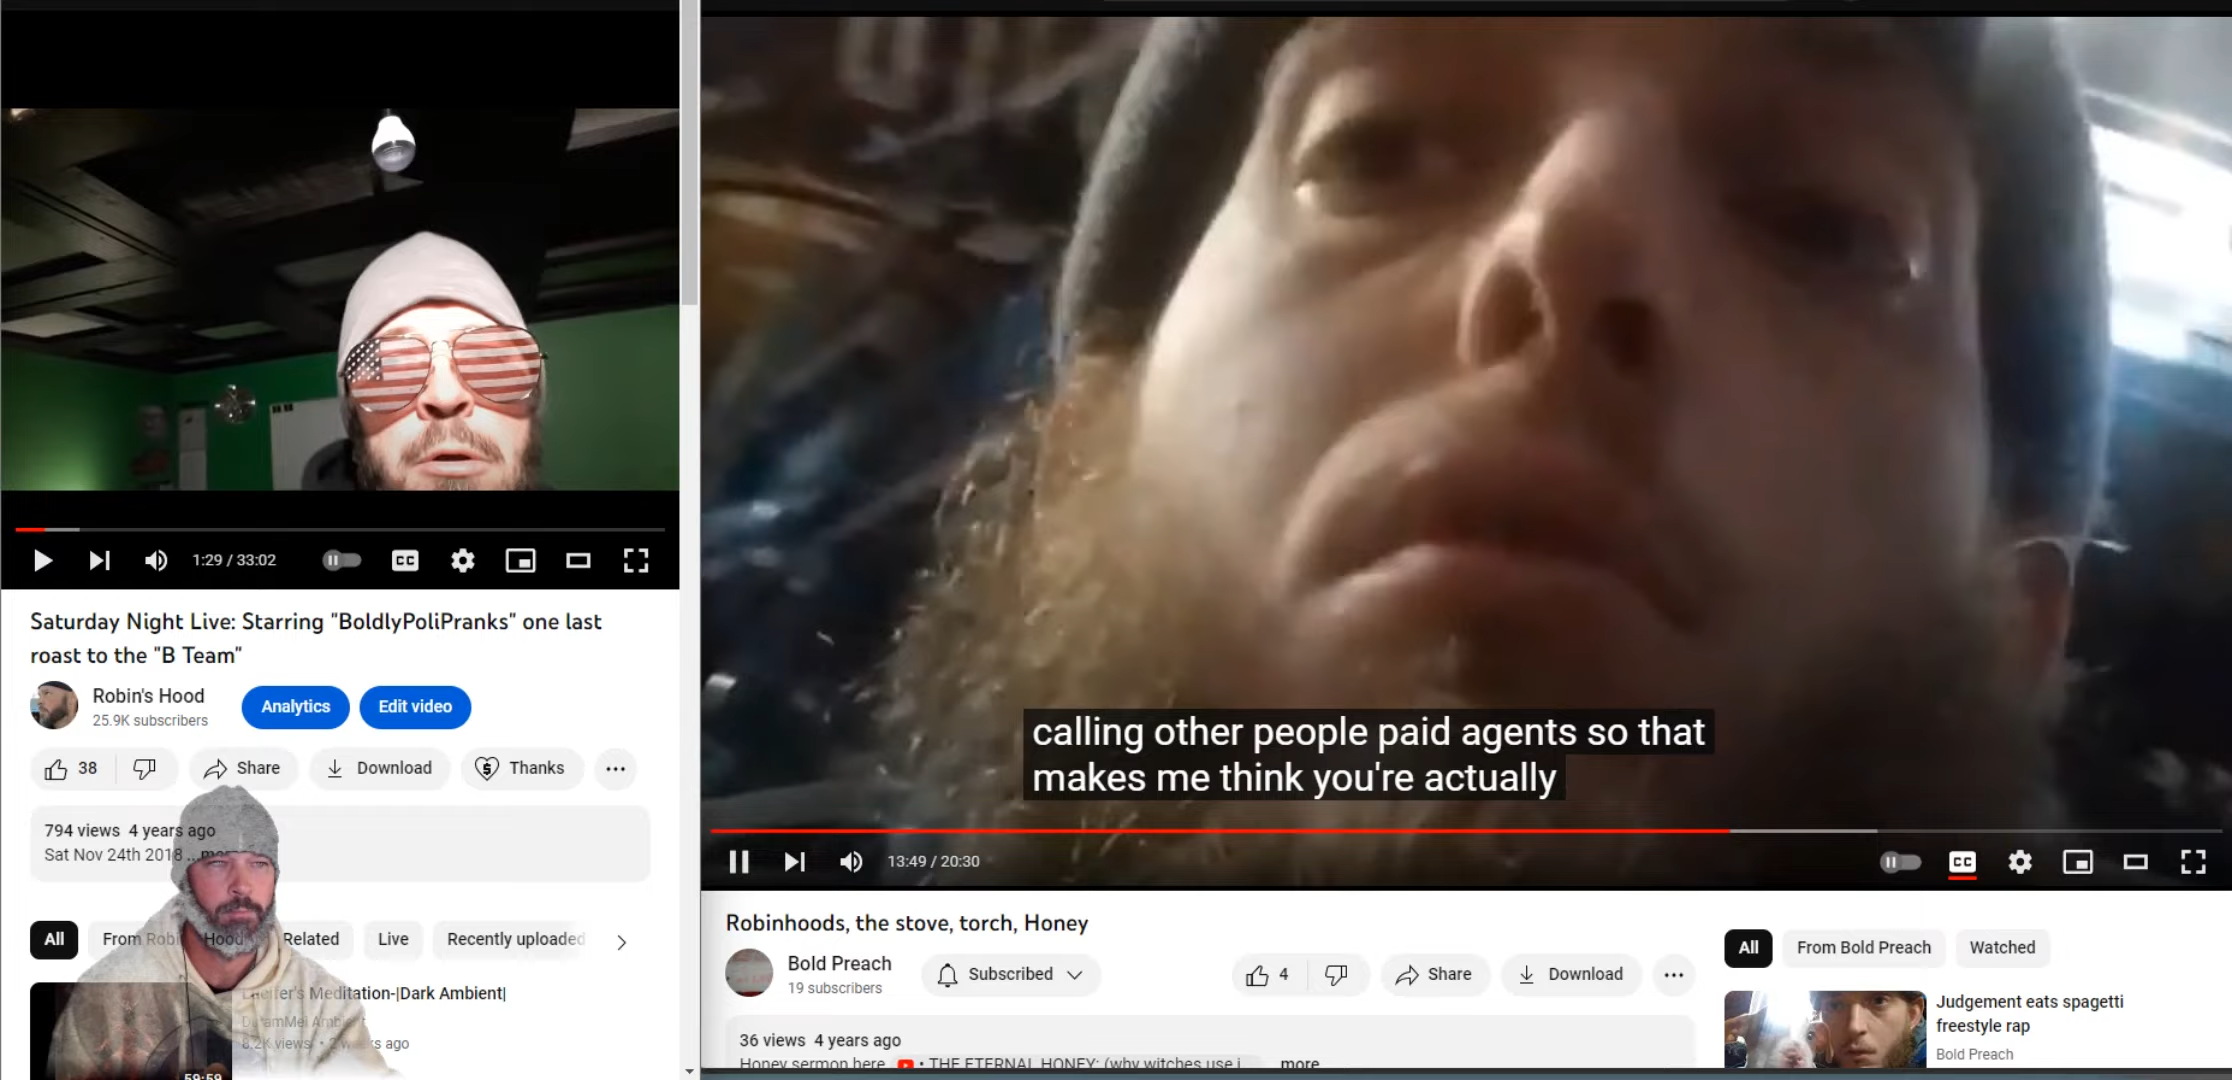 CC
1:29 / 33:02
Saturday Night Live: Starring "BoldlyPoliPranks" one last
roast to the "B Team"
Robin's Hood
25.9K subscribers
Analytics
Edit video
38
Share
Download
Thanks
794 views 4 years ago
Sat Nov 24th 2018 ...more
All
From Robin's Hood
Related
Live
Recently uploaded
Lucifer's Meditation-|Dark Ambient|
8.2K views • 2 weeks ago
59:59
calling other people paid agents so that
makes me think you're actually
13:49 / 20:30
CC
Robinhoods, the stove, torch, Honey
Bold Preach
19 subscribers
Subscribed
4
Share
Download
36 views 4 years ago
Honey sermon here • THE ETERNAL HONEY: (why witches use i... more
All
From Bold Preach
Watched
Judgement eats spagetti
freestyle rap
Bold Preach